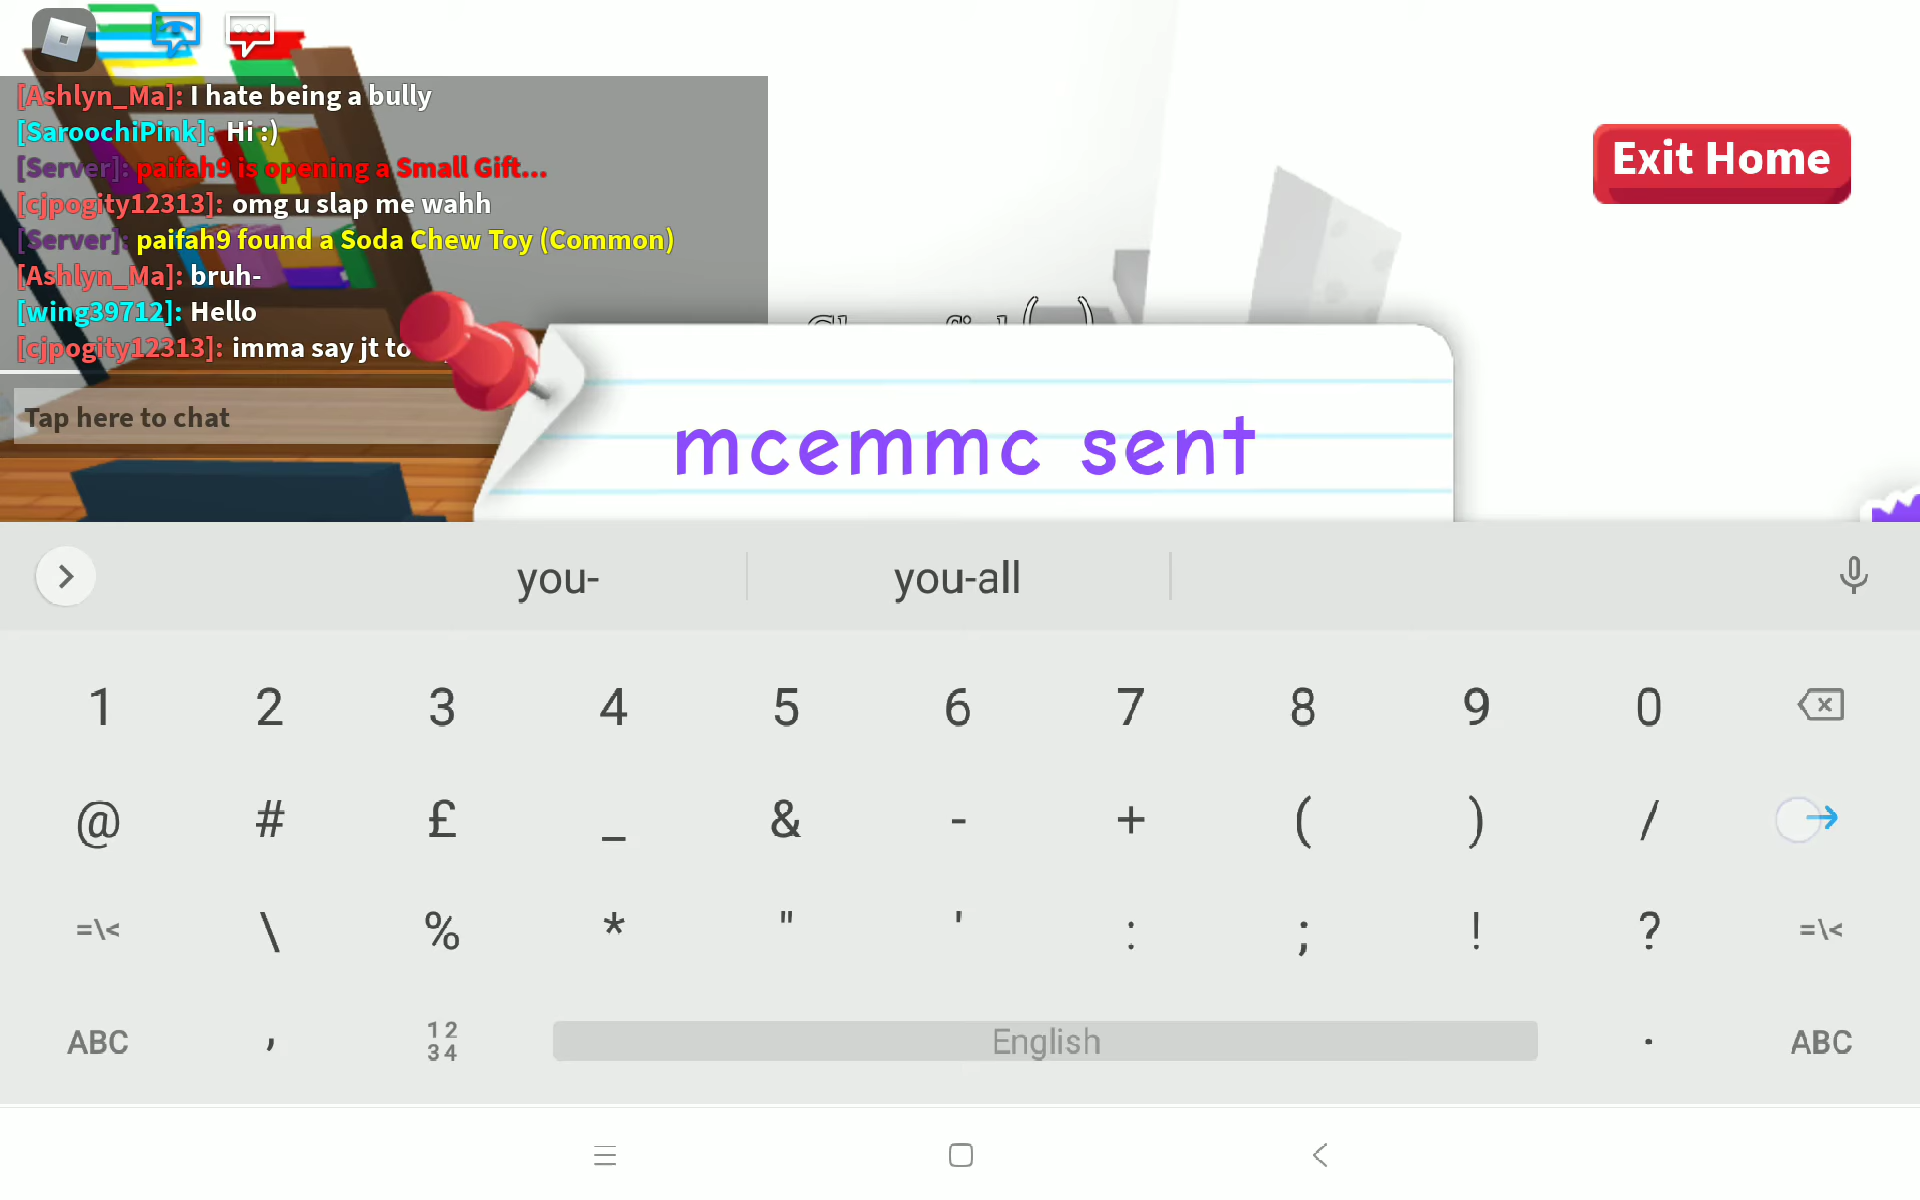 [Ashlyn_Ma]: I hate being a bully
[SaroochiPink]: Hi :)
[Server]: paifah9 is opening a Small Gift...
[cjpogity12313]: omg u slap me wahh
[Server]: paifah9 found a Soda Chew Toy (Common)
[Ashlyn_Ma]: bruh-
[wing39712]: Hello
[cjpogity12313]: imma say jt to
Tap here to chat
Exit Home
mcemmc sent
you- you-all
1 2 3 4 5 6 7 8 9 0
@ # £ _ & - + ( ) /
=\< \ % * " ' : ; ! ? =\<
ABC , 12 34 English . ABC